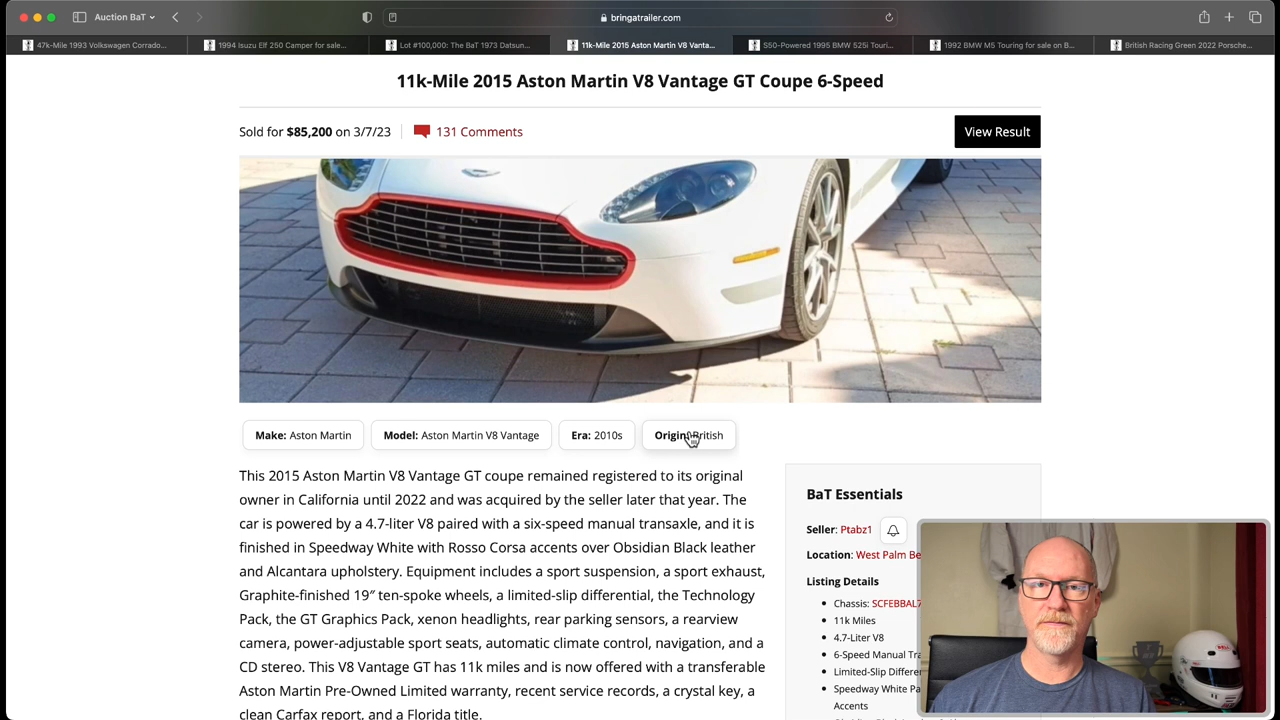 Auction BaT
bringatrailer.com
47k-Mile 1993 Volkswagen Corrado...
1994 Isuzu Elf 250 Camper for sale...
Lot #100,000: The BaT 1973 Datsun...
11k-Mile 2015 Aston Martin V8 Vanta...
S50-Powered 1995 BMW 525i Touri...
1992 BMW M5 Touring for sale on B...
British Racing Green 2022 Porsche...
11k-Mile 2015 Aston Martin V8 Vantage GT Coupe 6-Speed
Sold for $85,200 on 3/7/23
131 Comments
View Result
Make: Aston Martin
Model: Aston Martin V8 Vantage
Era: 2010s
Origin: British
This 2015 Aston Martin V8 Vantage GT coupe remained registered to its original
owner in California until 2022 and was acquired by the seller later that year. The
car is powered by a 4.7-liter V8 paired with a six-speed manual transaxle, and it is
finished in Speedway White with Rosso Corsa accents over Obsidian Black leather
and Alcantara upholstery. Equipment includes a sport suspension, a sport exhaust,
Graphite-finished 19″ ten-spoke wheels, a limited-slip differential, the Technology
Pack, the GT Graphics Pack, xenon headlights, rear parking sensors, a rearview
camera, power-adjustable sport seats, automatic climate control, navigation, and a
CD stereo. This V8 Vantage GT has 11k miles and is now offered with a transferable
Aston Martin Pre-Owned Limited warranty, recent service records, a crystal key, a
clean Carfax report, and a Florida title.
BaT Essentials
Seller: Ptabz1
Location: West Palm Be
Listing Details
Chassis: SCFEBBAL7
11k Miles
4.7-Liter V8
6-Speed Manual Tra
Limited-Slip Differen
Speedway White Pa
Accents
BELL